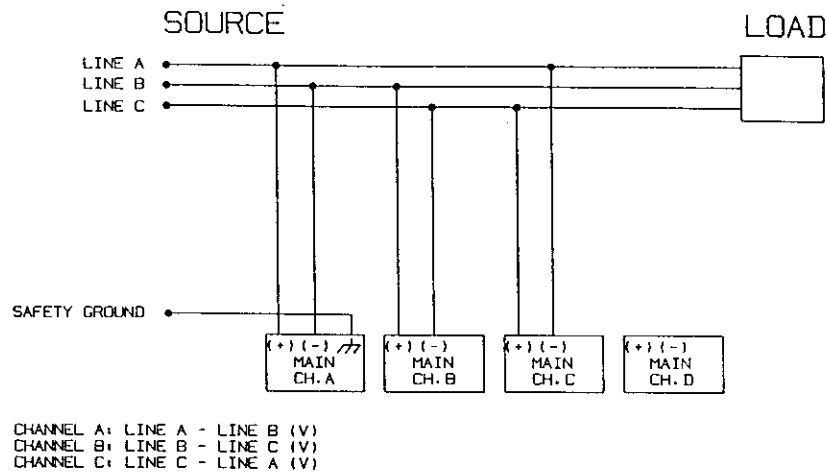 SOURCE
LOAD
LINE A
LINE B
LINE C
SAFETY GROUND
(+) (-)
MAIN
CH. A
(+) (-)
MAIN
CH. B
(+) (-)
MAIN
CH. C
(+) (-)
MAIN
CH. D
CHANNEL A: LINE A - LINE B (V)
CHANNEL B: LINE B - LINE C (V)
CHANNEL C: LINE C - LINE A (V)